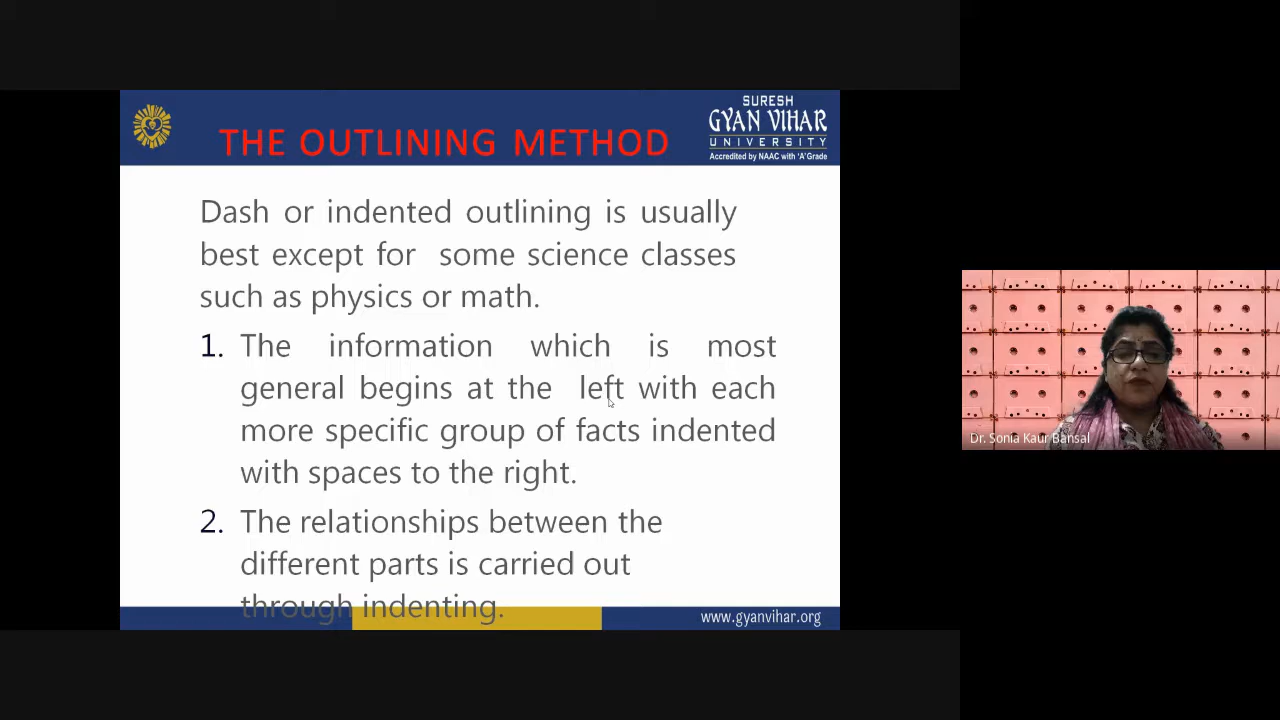 SURESH
GYAN VIHAR
UNIVERSITY
Accredited by NAAC with 'A' Grade
THE OUTLINING METHOD
Dash or indented outlining is usually
best except for some science classes
such as physics or math.
1. The information which is most
general begins at the left with each
more specific group of facts indented
with spaces to the right.
2. The relationships between the
different parts is carried out
through indenting.
www.gyanvihar.org
Dr. Sonia Kaur Bansal